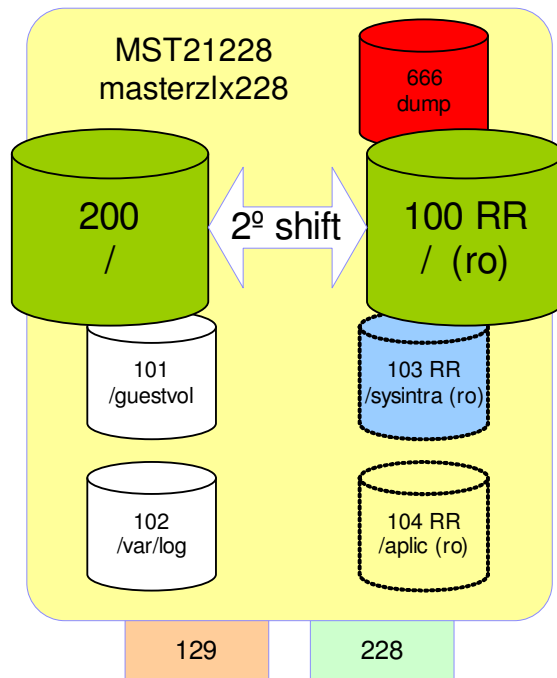 MST21228
masterzlx228
666
dump
200
/
2º shift
100 RR
/ (ro)
101
/guestvol
103 RR
/sysintra (ro)
102
/var/log
104 RR
/aplic (ro)
129
228